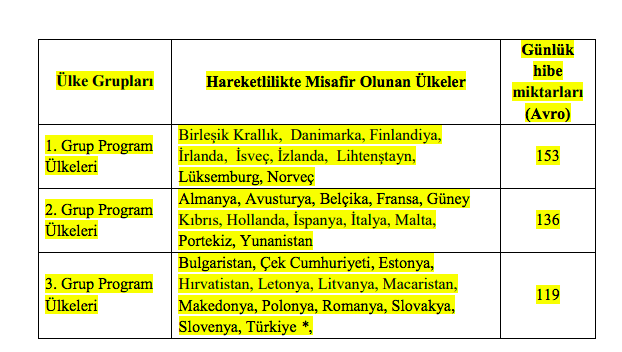 Ülke Grupları
Hareketlilikte Misafir Olunan Ülkeler
Günlük
hibe
miktarları
(Avro)
1. Grup Program
Ülkeleri
Birleşik Krallık,  Danimarka, Finlandiya,
İrlanda,  İsveç, İzlanda,  Lihtenştayn,
Lüksemburg, Norveç
153
2. Grup Program
Ülkeleri
Almanya, Avusturya, Belçika, Fransa, Güney
Kıbrıs, Hollanda, İspanya, İtalya, Malta,
Portekiz, Yunanistan
136
3. Grup Program
Ülkeleri
Bulgaristan, Çek Cumhuriyeti, Estonya,
Hırvatistan, Letonya, Litvanya, Macaristan,
Makedonya, Polonya, Romanya, Slovakya,
Slovenya, Türkiye *,
119